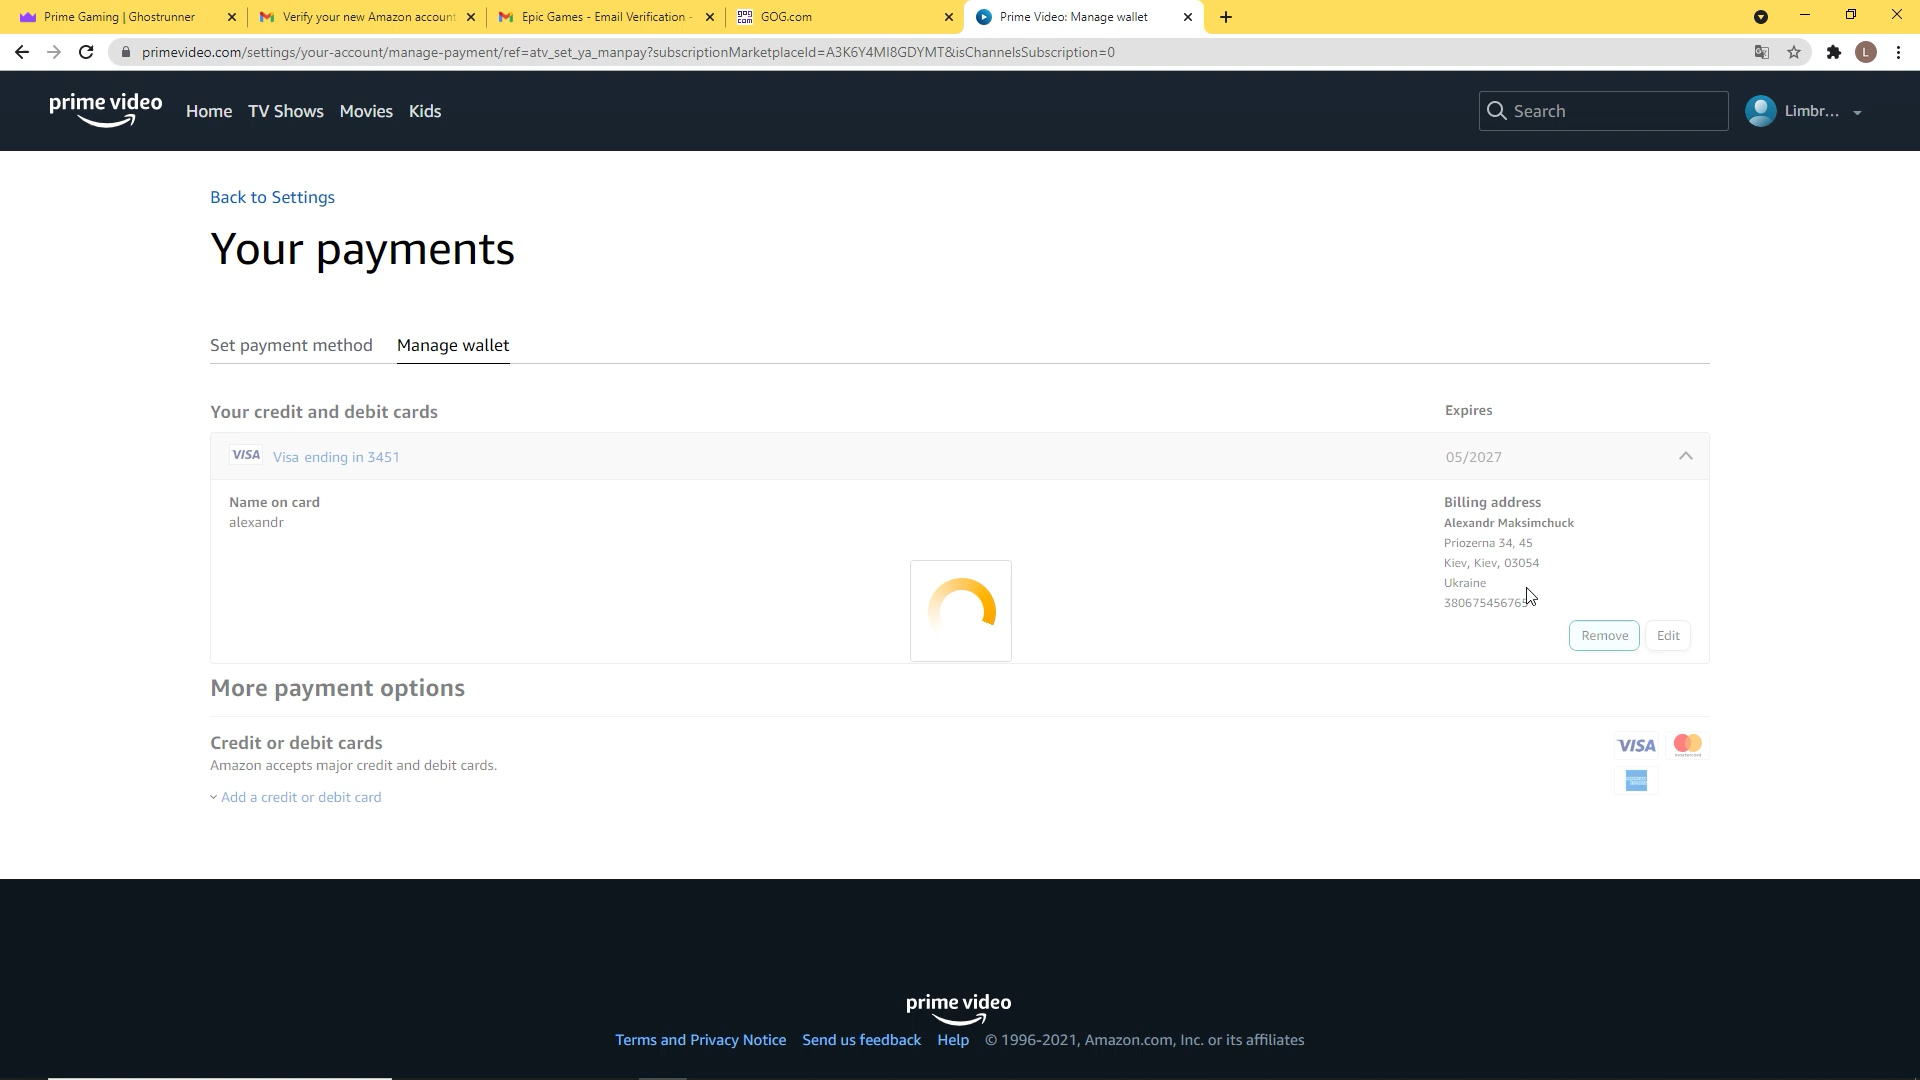 Prime Gaming | Ghostrunner
Verify your new Amazon account
Epic Games - Email Verification -
GOG.com
Prime Video: Manage wallet
primevideo.com/settings/your-account/manage-payment/ref=atv_set_ya_manpay?subscriptionMarketplaceId=A3K6Y4MI8GDYMT&isChannelsSubscription=0
L
prime video
Home
TV Shows
Movies
Kids
Search
Limbr...
Back to Settings
Your payments
Set payment method
Manage wallet
Your credit and debit cards
Expires
VISA
Visa ending in 3451
05/2027
Name on card
alexandr
Billing address
Alexandr Maksimchuck
Priozerna 34, 45
Kiev, Kiev, 03054
Ukraine
Remove
Edit
More payment options
Credit or debit cards
Amazon accepts major credit and debit cards.
VISA
Add a credit or debit card
prime video
Terms and Privacy Notice
Send us feedback
Help
© 1996-2021, Amazon.com, Inc. or its affiliates